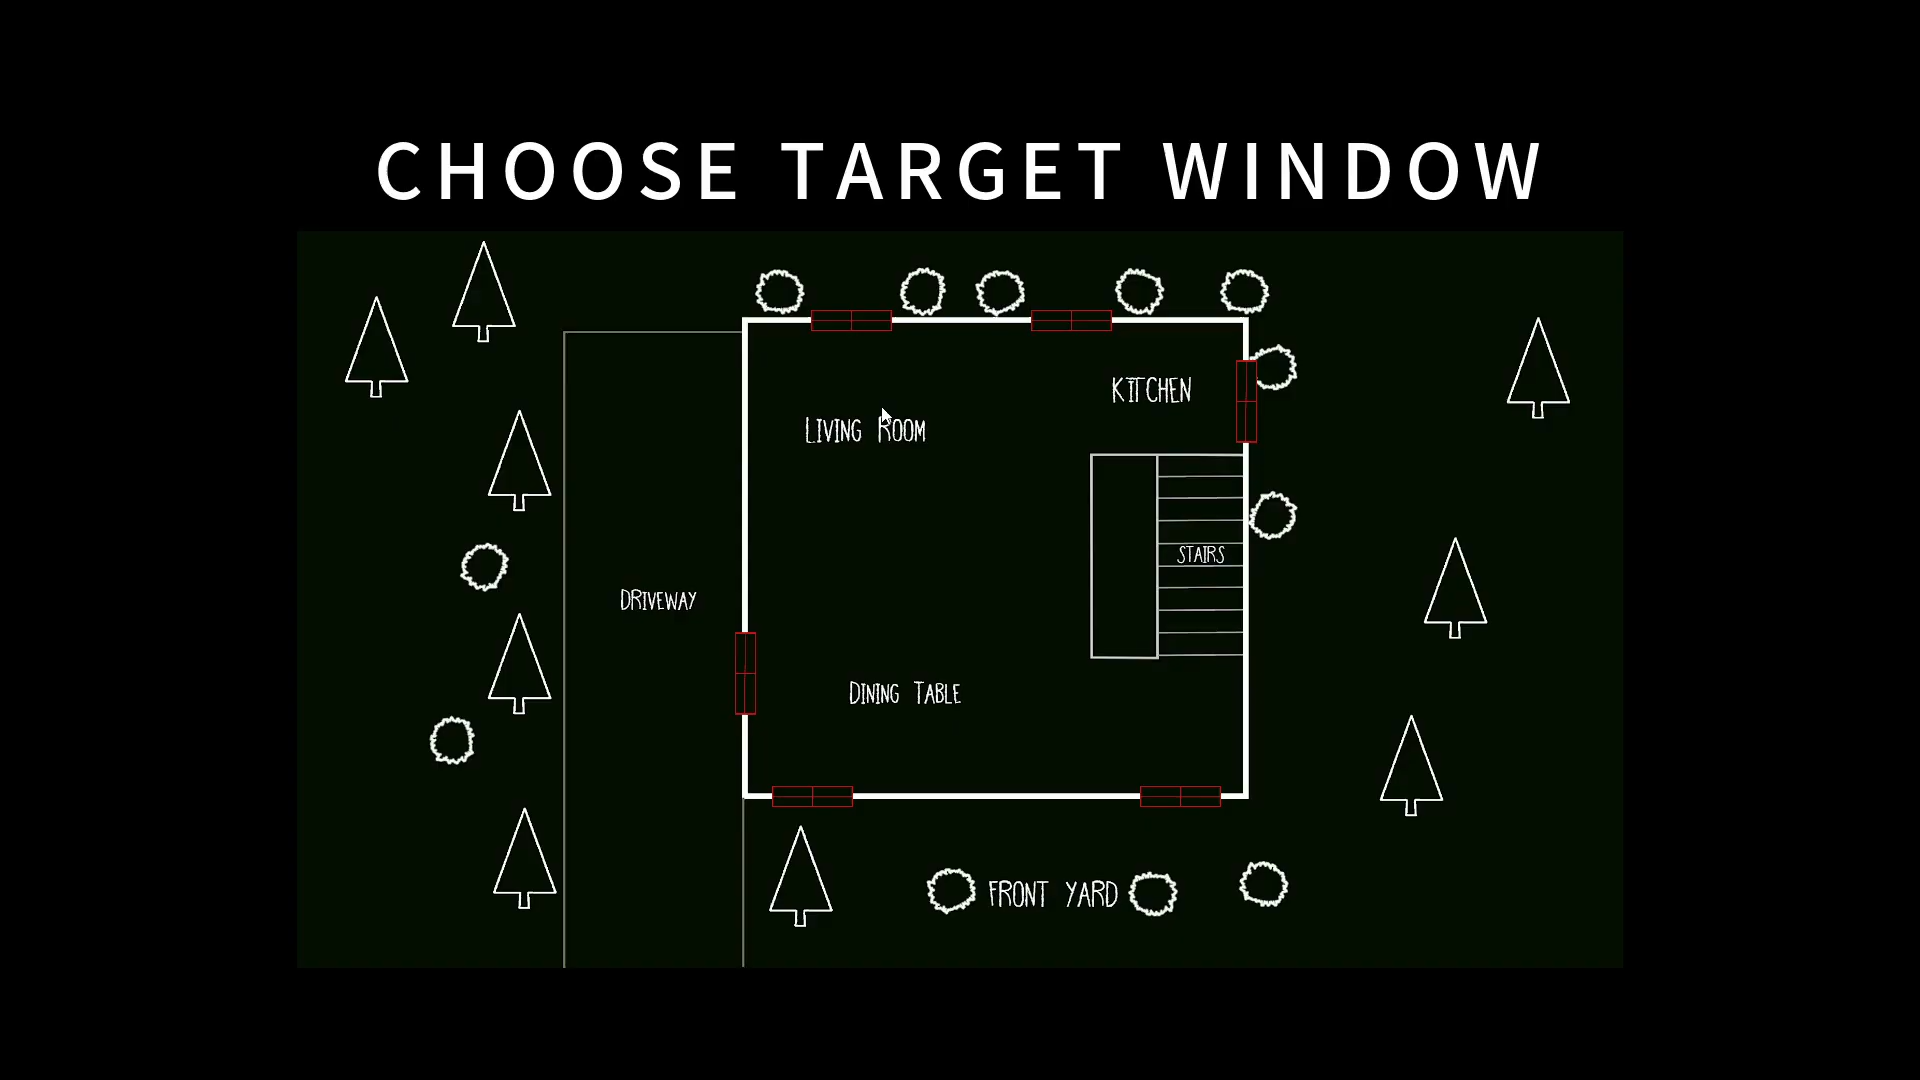 CHOOSE TARGET WINDOW
KITCHEN
LIVING ROOM
STAIRS
DRIVEWAY
DINING TABLE
FRONT YARD